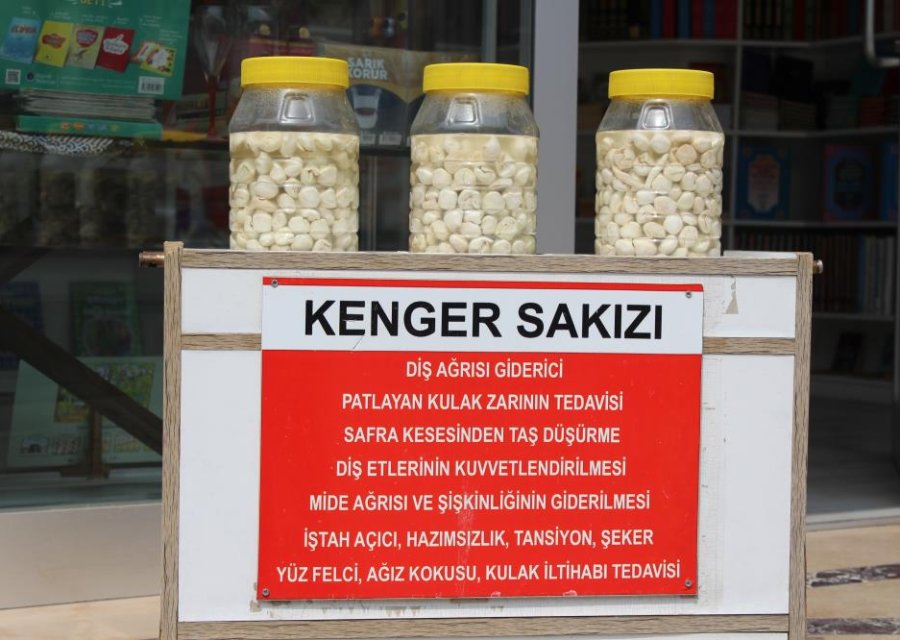 SARIK
KORUR
KENGER SAKIZI
DİŞ AĞRISI GİDERİCİ
PATLAYAN KULAK ZARININ TEDAVİSİ
SAFRA KESESİNDEN TAŞ DÜŞÜRME
DİŞ ETLERİNİN KUVVETLENDİRİLMESİ
MİDE AĞRISI VE ŞİŞKİNLİĞİNİN GİDERİLMESİ
İŞTAH AÇICI, HAZIMSIZLIK, TANSİYON, ŞEKER
YÜZ FELCİ, AĞIZ KOKUSU, KULAK İLTİHABI TEDAVİSİ